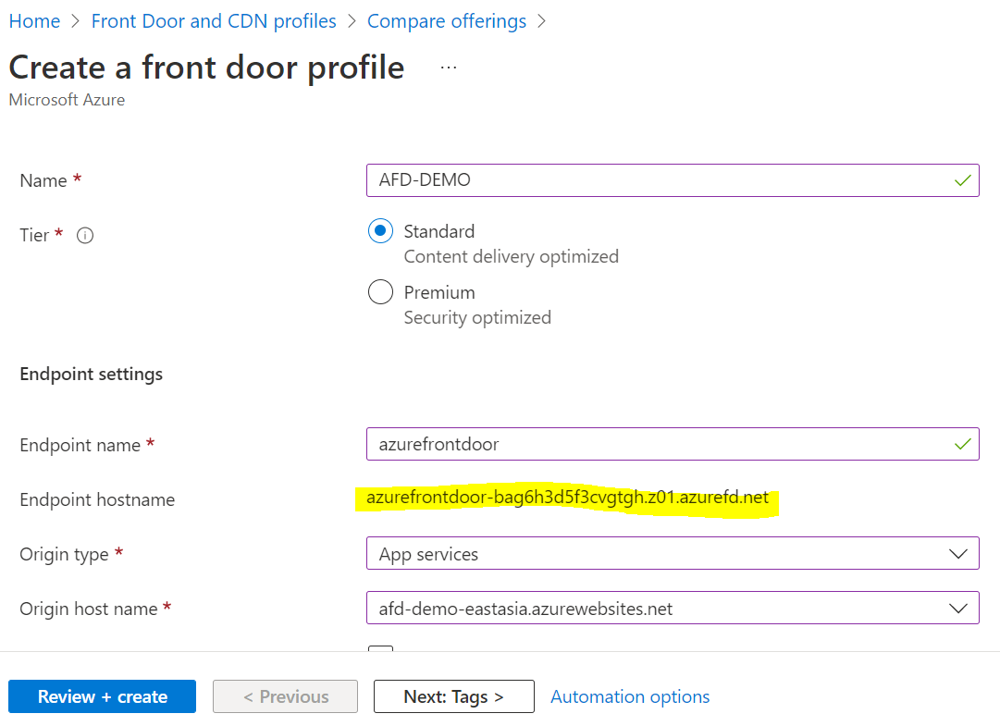 Home > Front Door and CDN profiles > Compare offerings >
Create a front door profile ...
Microsoft Azure
Name * AFD-DEMO
Tier * Standard
Content delivery optimized
Premium
Security optimized
Endpoint settings
Endpoint name * azurefrontdoor
Endpoint hostname azurefrontdoor-bag6h3d5f3cvgtgh.z01.azurefd.net
Origin type * App services
Origin host name * afd-demo-eastasia.azurewebsites.net
Review + create < Previous Next: Tags > Automation options